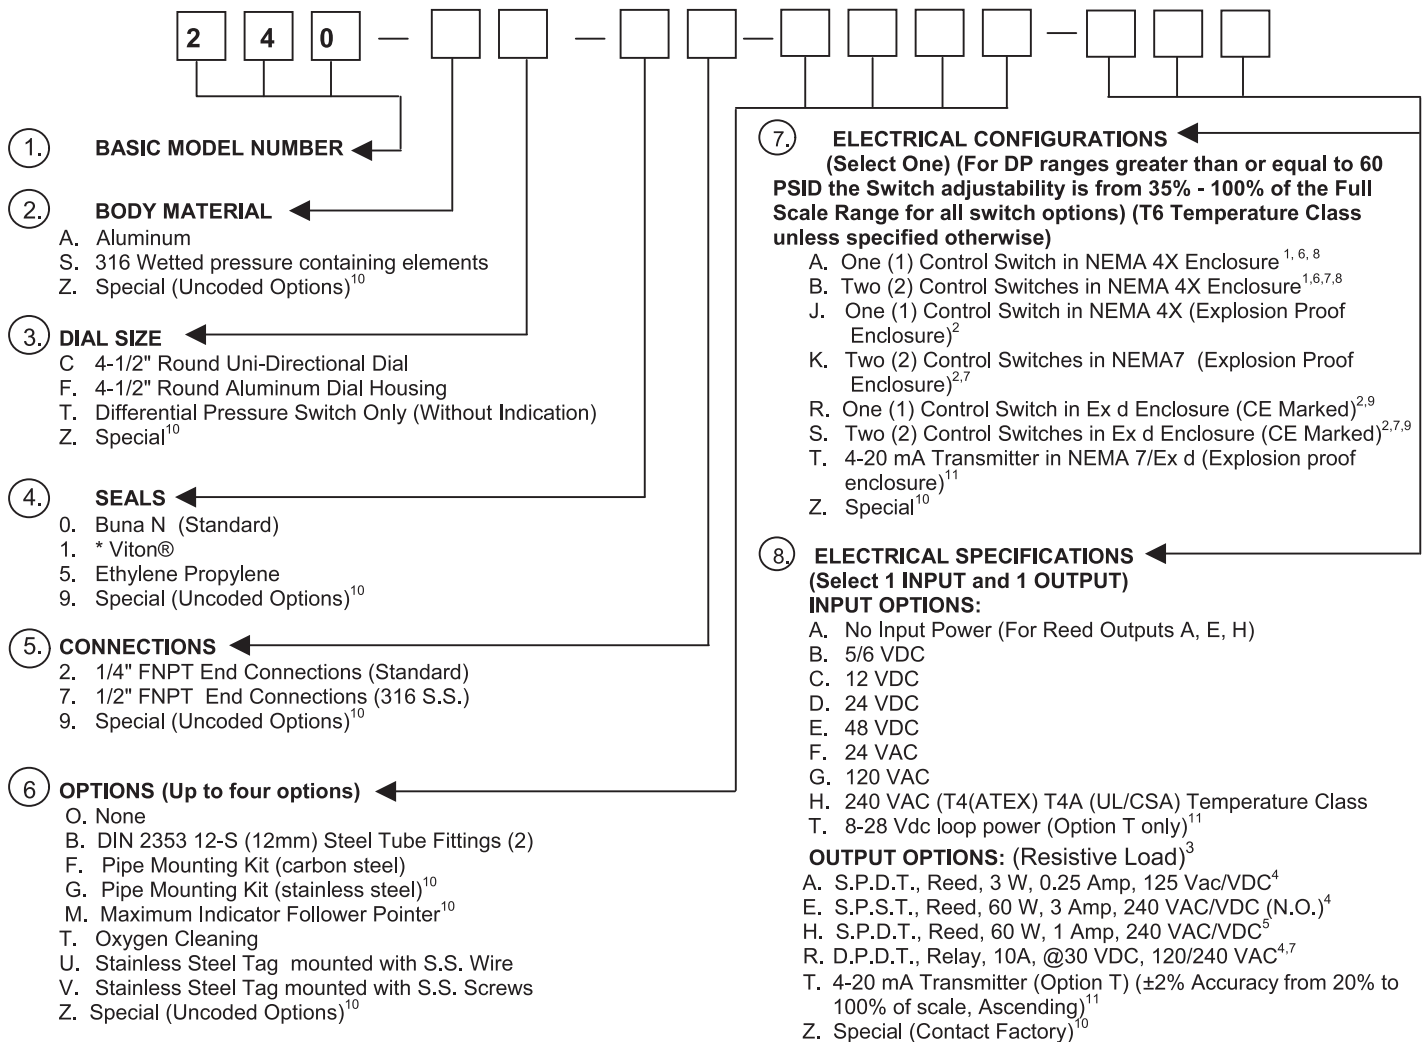 2 4 0 — — — —
1. BASIC MODEL NUMBER
2. BODY MATERIAL
A. Aluminum
S. 316 Wetted pressure containing elements
Z. Special (Uncoded Options)10
3. DIAL SIZE
C 4-1/2" Round Uni-Directional Dial
F. 4-1/2" Round Aluminum Dial Housing
T. Differential Pressure Switch Only (Without Indication)
Z. Special10
4. SEALS
0. Buna N (Standard)
1. * Viton®
5. Ethylene Propylene
9. Special (Uncoded Options)10
5. CONNECTIONS
2. 1/4" FNPT End Connections (Standard)
7. 1/2" FNPT End Connections (316 S.S.)
9. Special (Uncoded Options)10
6 OPTIONS (Up to four options)
O. None
B. DIN 2353 12-S (12mm) Steel Tube Fittings (2)
F. Pipe Mounting Kit (carbon steel)
G. Pipe Mounting Kit (stainless steel)10
M. Maximum Indicator Follower Pointer10
T. Oxygen Cleaning
U. Stainless Steel Tag mounted with S.S. Wire
V. Stainless Steel Tag mounted with S.S. Screws
Z. Special (Uncoded Options)10
7. ELECTRICAL CONFIGURATIONS
(Select One) (For DP ranges greater than or equal to 60
PSID the Switch adjustability is from 35% - 100% of the Full
Scale Range for all switch options) (T6 Temperature Class
unless specified otherwise)
A. One (1) Control Switch in NEMA 4X Enclosure1, 6, 8
B. Two (2) Control Switches in NEMA 4X Enclosure1,6,7,8
J. One (1) Control Switch in NEMA 4X (Explosion Proof
Enclosure)2
K. Two (2) Control Switches in NEMA7 (Explosion Proof
Enclosure)2,7
R. One (1) Control Switch in Ex d Enclosure (CE Marked)2,9
S. Two (2) Control Switches in Ex d Enclosure (CE Marked)2,7,9
T. 4-20 mA Transmitter in NEMA 7/Ex d (Explosion proof
enclosure)11
Z. Special10
8. ELECTRICAL SPECIFICATIONS
(Select 1 INPUT and 1 OUTPUT)
INPUT OPTIONS:
A. No Input Power (For Reed Outputs A, E, H)
B. 5/6 VDC
C. 12 VDC
D. 24 VDC
E. 48 VDC
F. 24 VAC
G. 120 VAC
H. 240 VAC (T4(ATEX) T4A (UL/CSA) Temperature Class
T. 8-28 Vdc loop power (Option T only)11
OUTPUT OPTIONS: (Resistive Load)3
A. S.P.D.T., Reed, 3 W, 0.25 Amp, 125 Vac/VDC4
E. S.P.S.T., Reed, 60 W, 3 Amp, 240 VAC/VDC (N.O.)4
H. S.P.D.T., Reed, 60 W, 1 Amp, 240 VAC/VDC5
R. D.P.D.T., Relay, 10A, @30 VDC, 120/240 VAC4,7
T. 4-20 mA Transmitter (Option T) (±2% Accuracy from 20% to
100% of scale, Ascending)11
Z. Special (Contact Factory)10